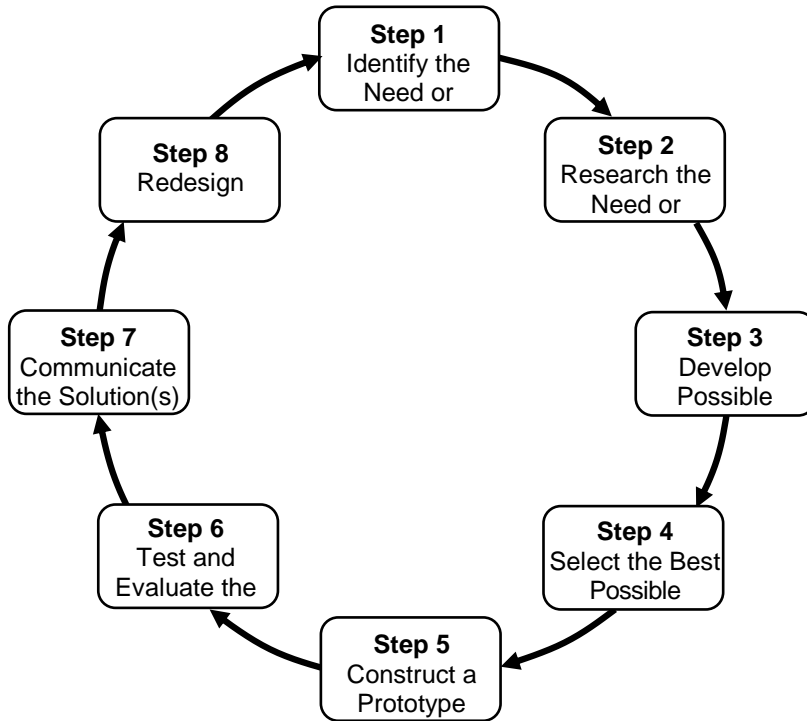 Step 1
Identify the
Need or
Step 2
Research the
Need or
Step 3
Develop
Possible
Step 4
Select the Best
Possible
Step 5
Construct a
Prototype
Step 6
Test and
Evaluate the
Step 7
Communicate
the Solution(s)
Step 8
Redesign